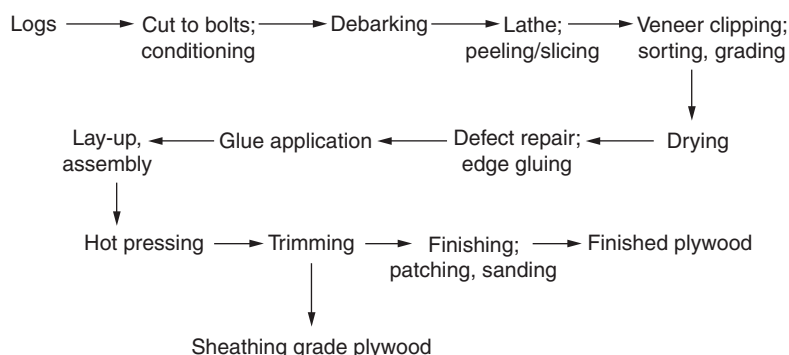 Logs
Cut to bolts;
conditioning
Debarking
Lathe;
peeling/slicing
Veneer clipping;
sorting, grading
Drying
Defect repair;
edge gluing
Glue application
Lay-up,
assembly
Hot pressing
Trimming
Finishing;
patching, sanding
Finished plywood
Sheathing grade plywood